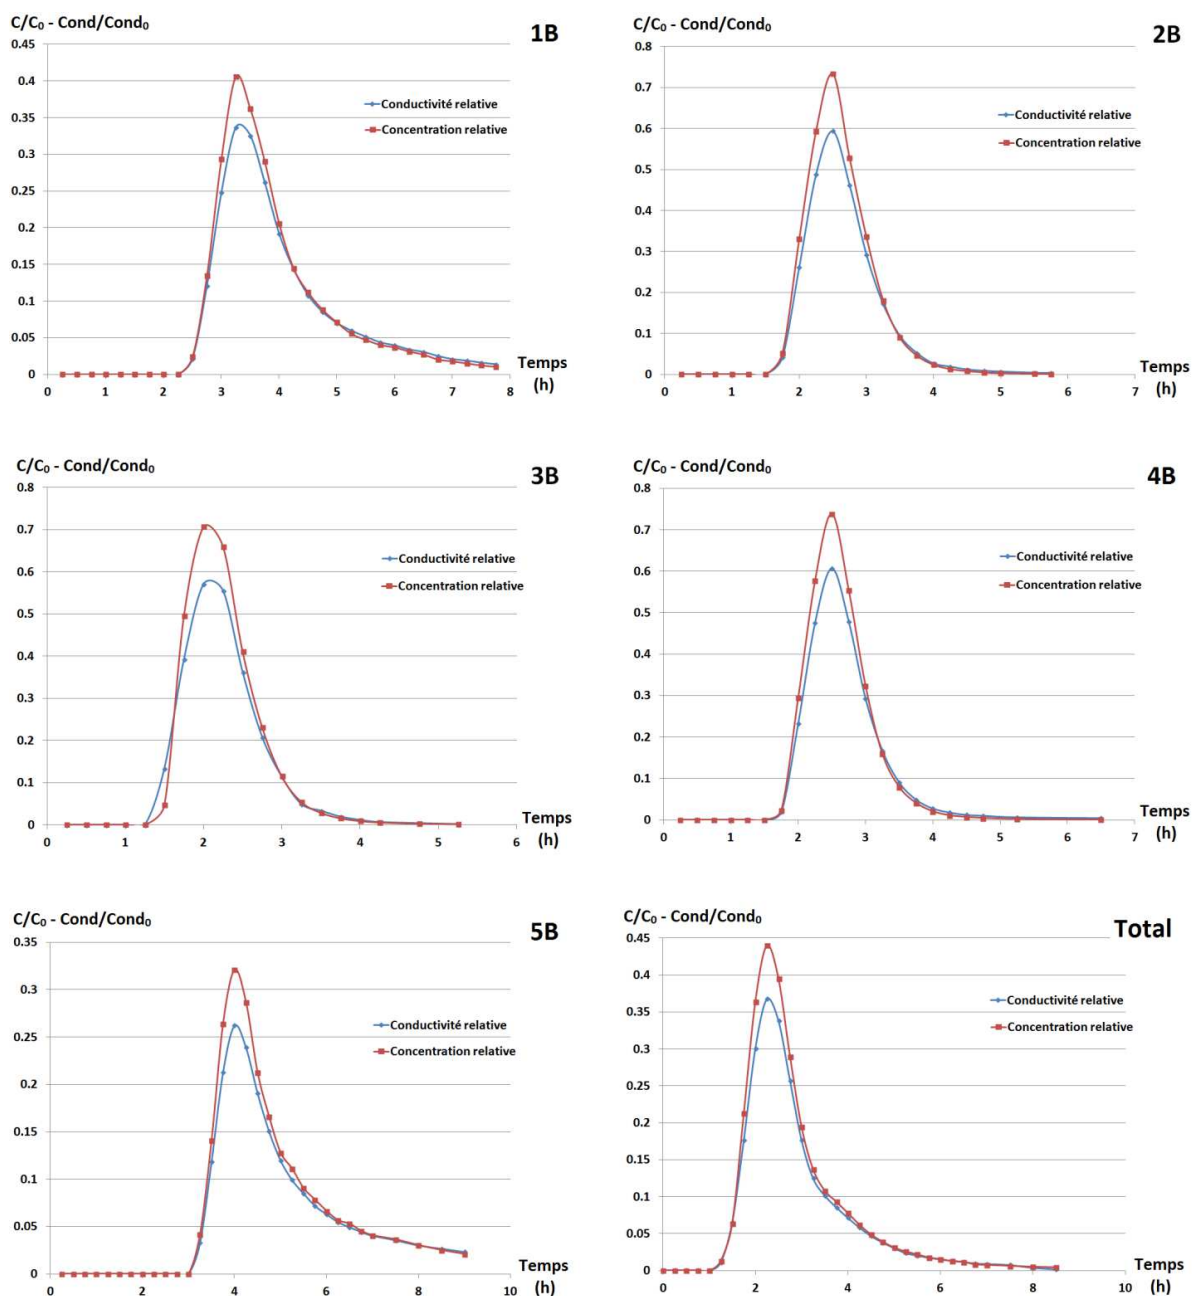 C/C₀ - Cond/Cond₀
1B
0.45
0.4
0.35
0.3
0.25
0.2
0.15
0.1
0.05
0
Conductivité relative
Concentration relative
0 1 2 3 4 5 6 7 8
Temps
(h)
C/C₀ - Cond/Cond₀
2B
0.8
0.7
0.6
0.5
0.4
0.3
0.2
0.1
0
Conductivité relative
Concentration relative
0 1 2 3 4 5 6 7
Temps
(h)
C/C₀ - Cond/Cond₀
3B
0.8
0.7
0.6
0.5
0.4
0.3
0.2
0.1
0
Conductivité relative
Concentration relative
0 1 2 3 4 5 6
Temps
(h)
C/C₀ - Cond/Cond₀
4B
0.8
0.7
0.6
0.5
0.4
0.3
0.2
0.1
0
Conductivité relative
Concentration relative
0 1 2 3 4 5 6 7
Temps
(h)
C/C₀ - Cond/Cond₀
5B
0.35
0.3
0.25
0.2
0.15
0.1
0.05
0
Conductivité relative
Concentration relative
0 2 4 6 8 10
Temps
(h)
C/C₀ - Cond/Cond₀
Total
0.45
0.4
0.35
0.3
0.25
0.2
0.15
0.1
0.05
0
Conductivité relative
Concentration relative
0 2 4 6 8 10
Temps
(h)